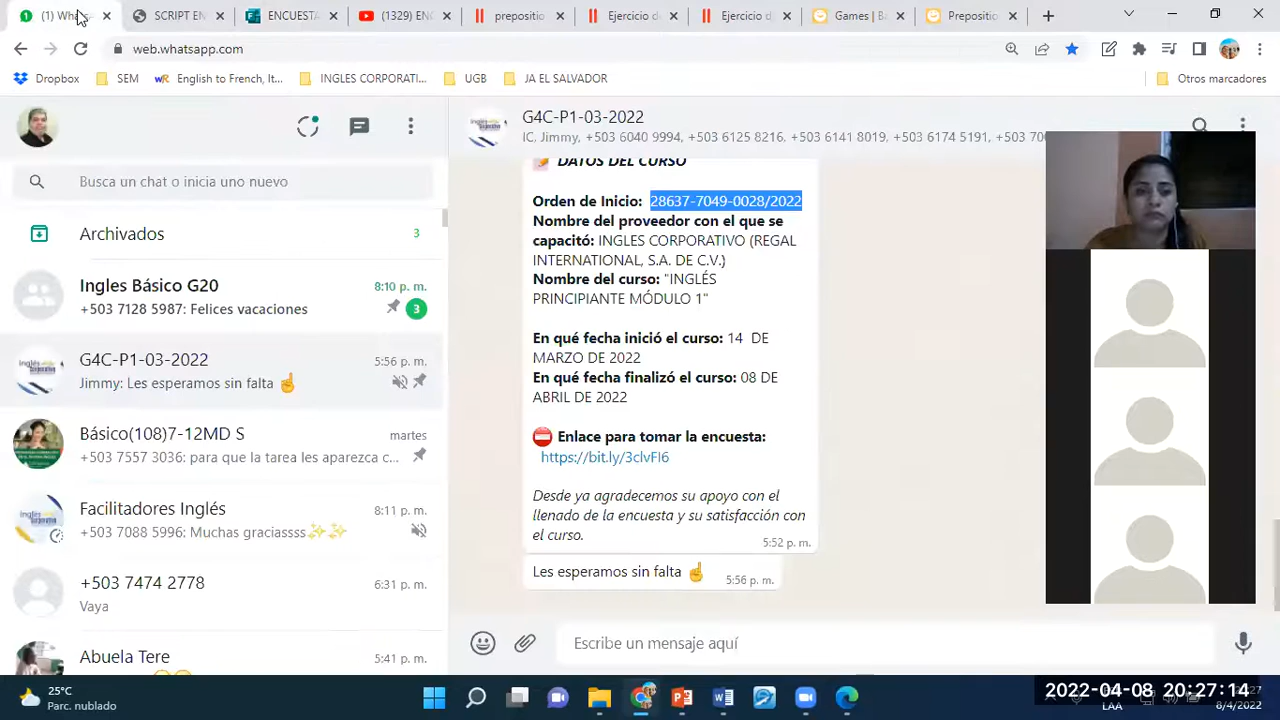 (1) Wha
SCRIPT EN
ENCUESTA
(1329) ENG
prepositio
Ejercicio de
Ejercicio d
Games | Ba
Prepositio
web.whatsapp.com
Dropbox
SEM
English to French, It...
INGLES CORPORATI...
UGB
JA EL SALVADOR
Otros marcadores
G4C-P1-03-2022
IC, Jimmy, +503 6040 9994, +503 6125 8216, +503 6141 8019, +503 6174 5191, +503 70
Busca un chat o inicia uno nuevo
Archivados
3
Ingles Básico G20
8:10 p. m.
+503 7128 5987: Felices vacaciones
3
G4C-P1-03-2022
5:56 p. m.
Jimmy: Les esperamos sin falta ☝
Básico(108)7-12MD S
martes
+503 7557 3036: para que la tarea les aparezca c...
Facilitadores Inglés
8:11 p. m.
+503 7088 5996: Muchas graciassss✨✨
+503 7474 2778
6:31 p. m.
Vaya
Abuela Tere
5:41 p. m.
📝 DATOS DEL CURSO
Orden de Inicio: 28637-7049-0028/2022
Nombre del proveedor con el que se
capacitó: INGLES CORPORATIVO (REGAL
INTERNATIONAL, S.A. DE C.V.)
Nombre del curso: "INGLÉS
PRINCIPIANTE MÓDULO 1"
En qué fecha inició el curso: 14 DE
MARZO DE 2022
En qué fecha finalizó el curso: 08 DE
ABRIL DE 2022
⛔ Enlace para tomar la encuesta:
https://bit.ly/3clvFI6
Desde ya agradecemos su apoyo con el
llenado de la encuesta y su satisfacción con
el curso.
5:52 p. m.
Les esperamos sin falta ☝
5:56 p. m.
Escribe un mensaje aquí
25°C
Parc. nublado
2022-04-08 20:27:14
LAA
8/4/2022